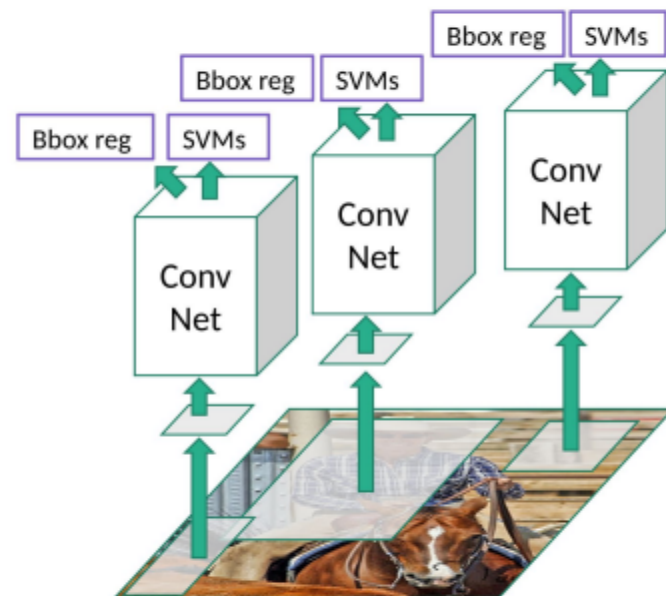 Bbox reg SVMs
Bbox reg SVMs
Bbox reg SVMs
Conv
Net
Conv
Net
Conv
Net